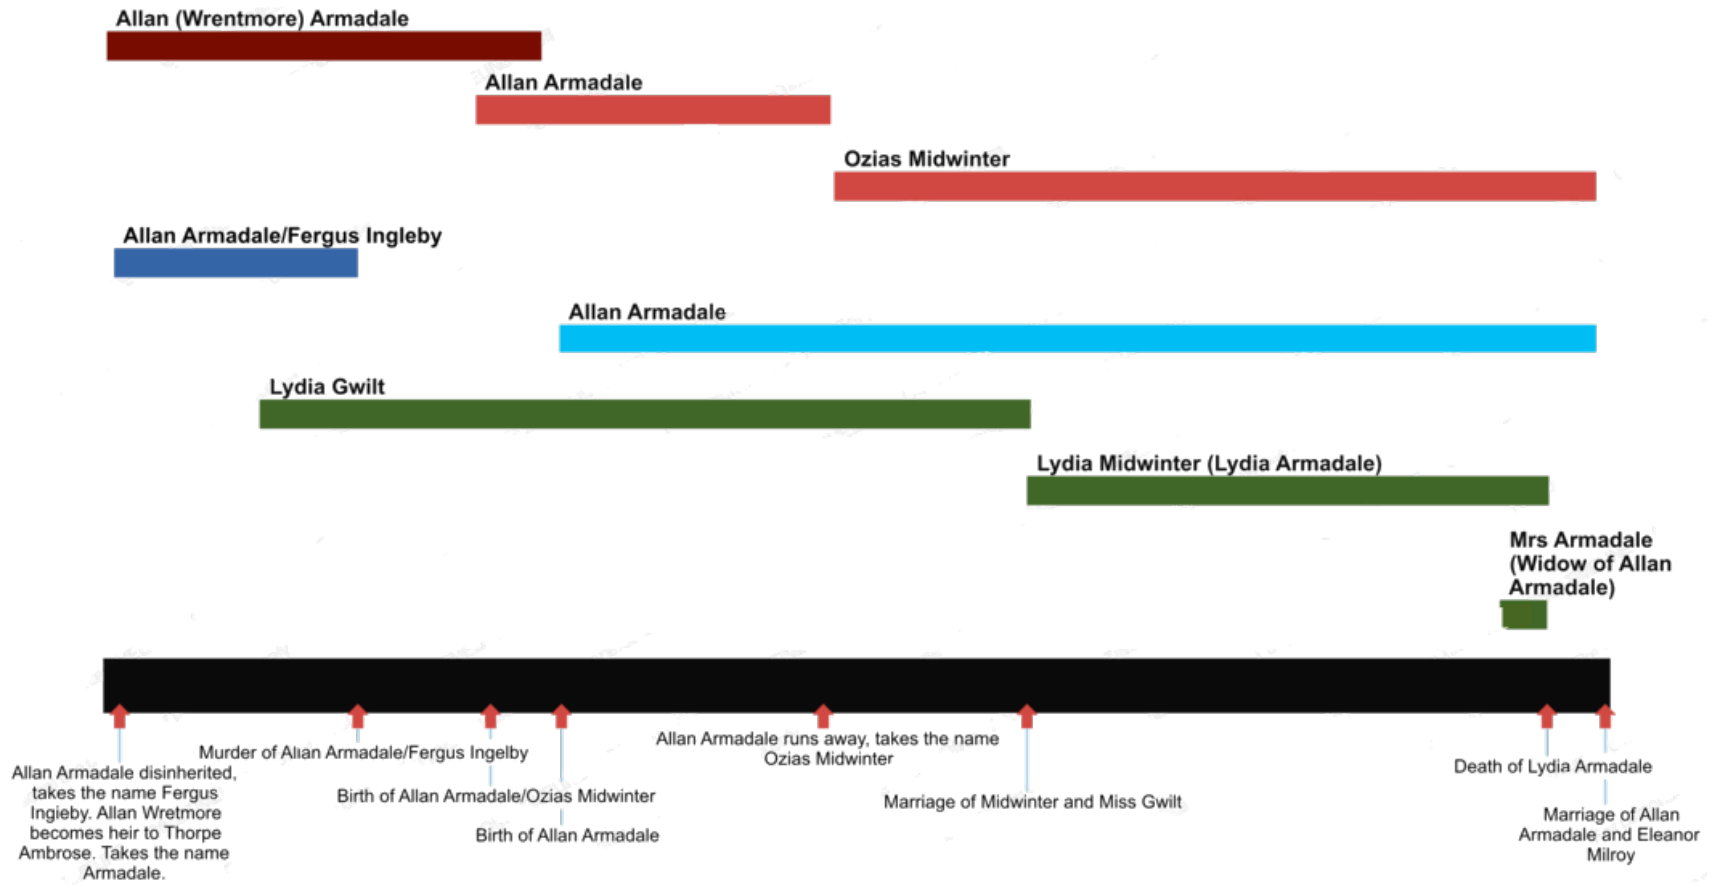 Allan (Wrentmore) Armadale
Allan Armadale
Ozias Midwinter
Allan Armadale/Fergus Ingleby
Allan Armadale
Lydia Gwilt
Lydia Midwinter (Lydia Armadale)
Mrs Armadale
(Widow of Allan
Armadale)
Allan Armadale disinherited,
takes the name Fergus
Ingieby. Allan Wretmore
becomes heir to Thorpe
Ambrose. Takes the name
Armadale.
Murder of Allan Armadale/Fergus Ingelby
Birth of Allan Armadale/Ozias Midwinter
Birth of Allan Armadale
Allan Armadale runs away, takes the name
Ozias Midwinter
Marriage of Midwinter and Miss Gwilt
Death of Lydia Armadale
Marriage of Allan
Armadale and Eleanor
Milroy